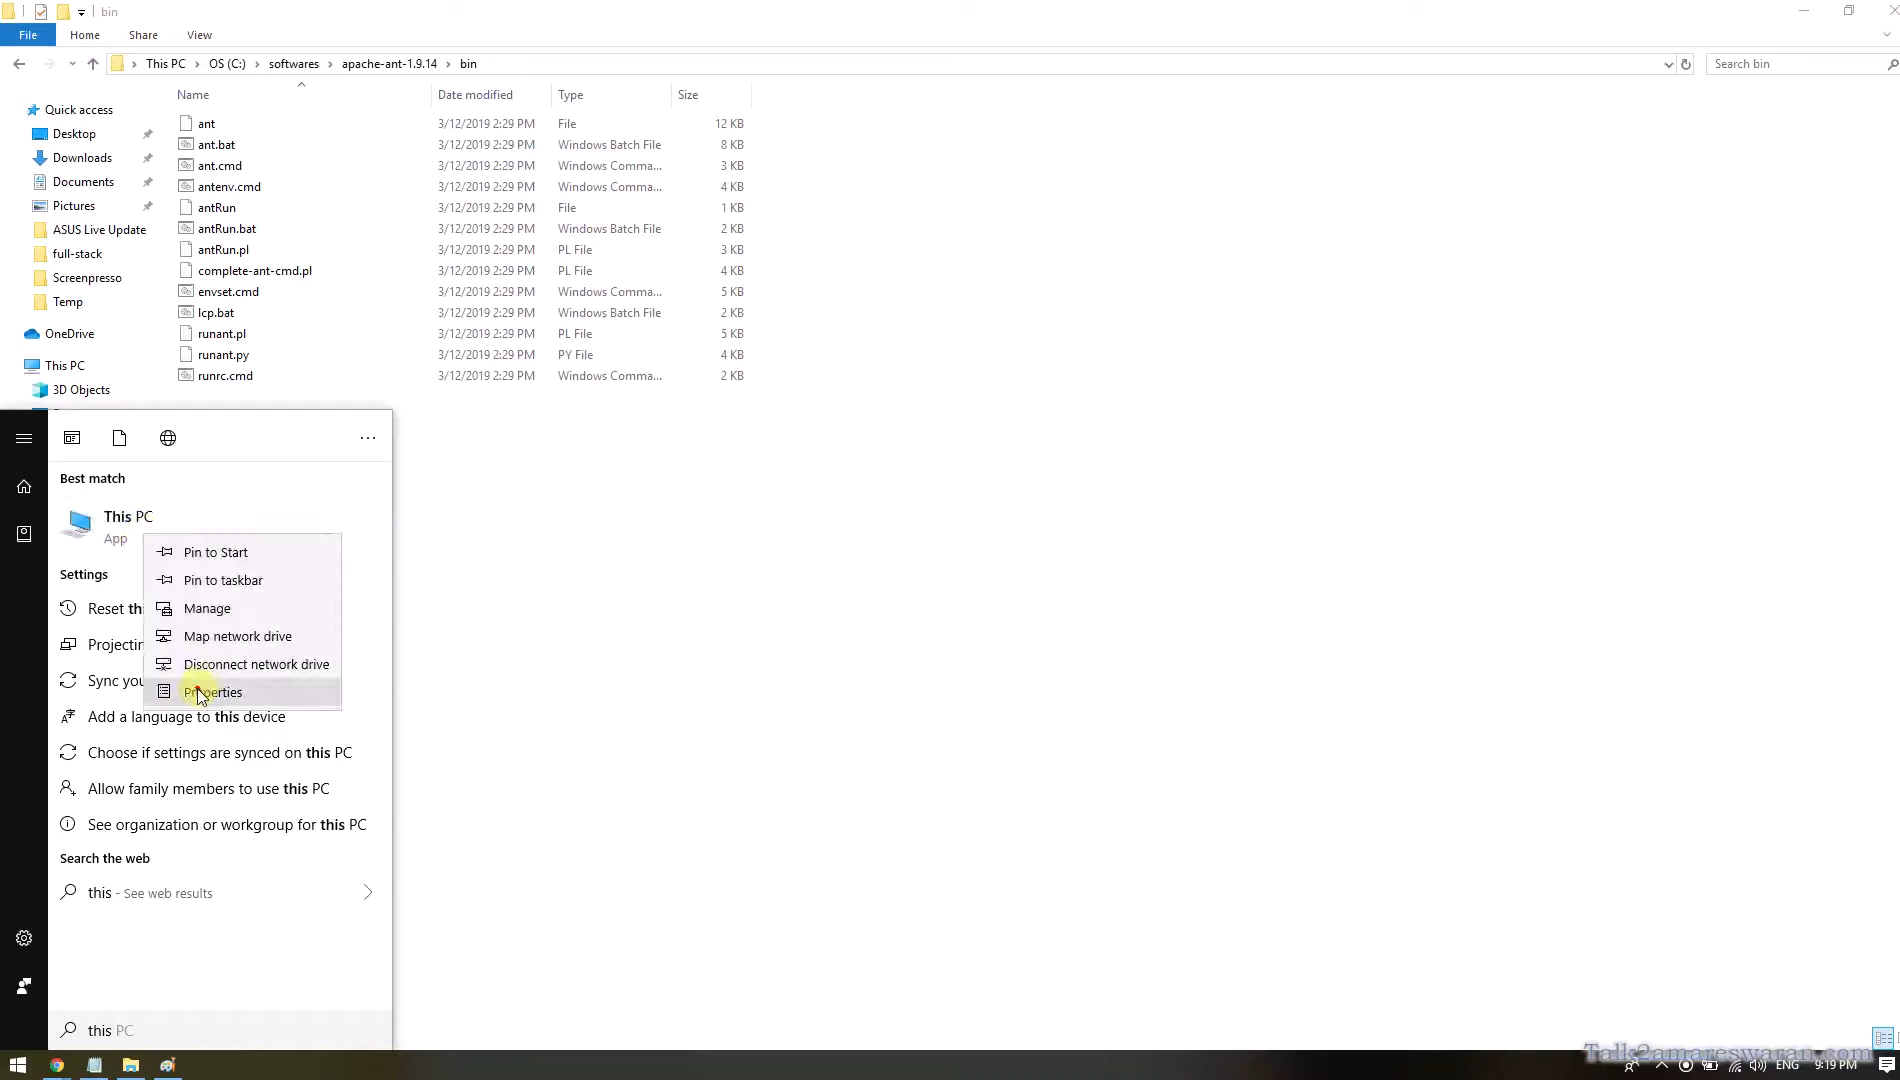 bin
File Home Share View
This PC OS (C:) softwares apache-ant-1.9.14 bin Search bin
Name Date modified Type Size
Quick access
Desktop
Downloads
Documents
Pictures
ASUS Live Update
full-stack
Screenpresso
Temp
OneDrive
This PC
3D Objects
ant 3/12/2019 2:29 PM File 12 KB
ant.bat 3/12/2019 2:29 PM Windows Batch File 8 KB
ant.cmd 3/12/2019 2:29 PM Windows Comma... 3 KB
antenv.cmd 3/12/2019 2:29 PM Windows Comma... 4 KB
antRun 3/12/2019 2:29 PM File 1 KB
antRun.bat 3/12/2019 2:29 PM Windows Batch File 2 KB
antRun.pl 3/12/2019 2:29 PM PL File 3 KB
complete-ant-cmd.pl 3/12/2019 2:29 PM PL File 4 KB
envset.cmd 3/12/2019 2:29 PM Windows Comma... 5 KB
lcp.bat 3/12/2019 2:29 PM Windows Batch File 2 KB
runant.pl 3/12/2019 2:29 PM PL File 5 KB
runant.py 3/12/2019 2:29 PM PY File 4 KB
runrc.cmd 3/12/2019 2:29 PM Windows Comma... 2 KB
Best match
This PC
App
Pin to Start
Pin to taskbar
Manage
Map network drive
Disconnect network drive
Properties
Settings
Reset
Sync
Add a language to this device
Choose if settings are synced on this PC
Allow family members to use this PC
See organization or workgroup for this PC
Search the web
this - See web results
this PC
Talk2amareswaran.com
ENG 9:19 PM